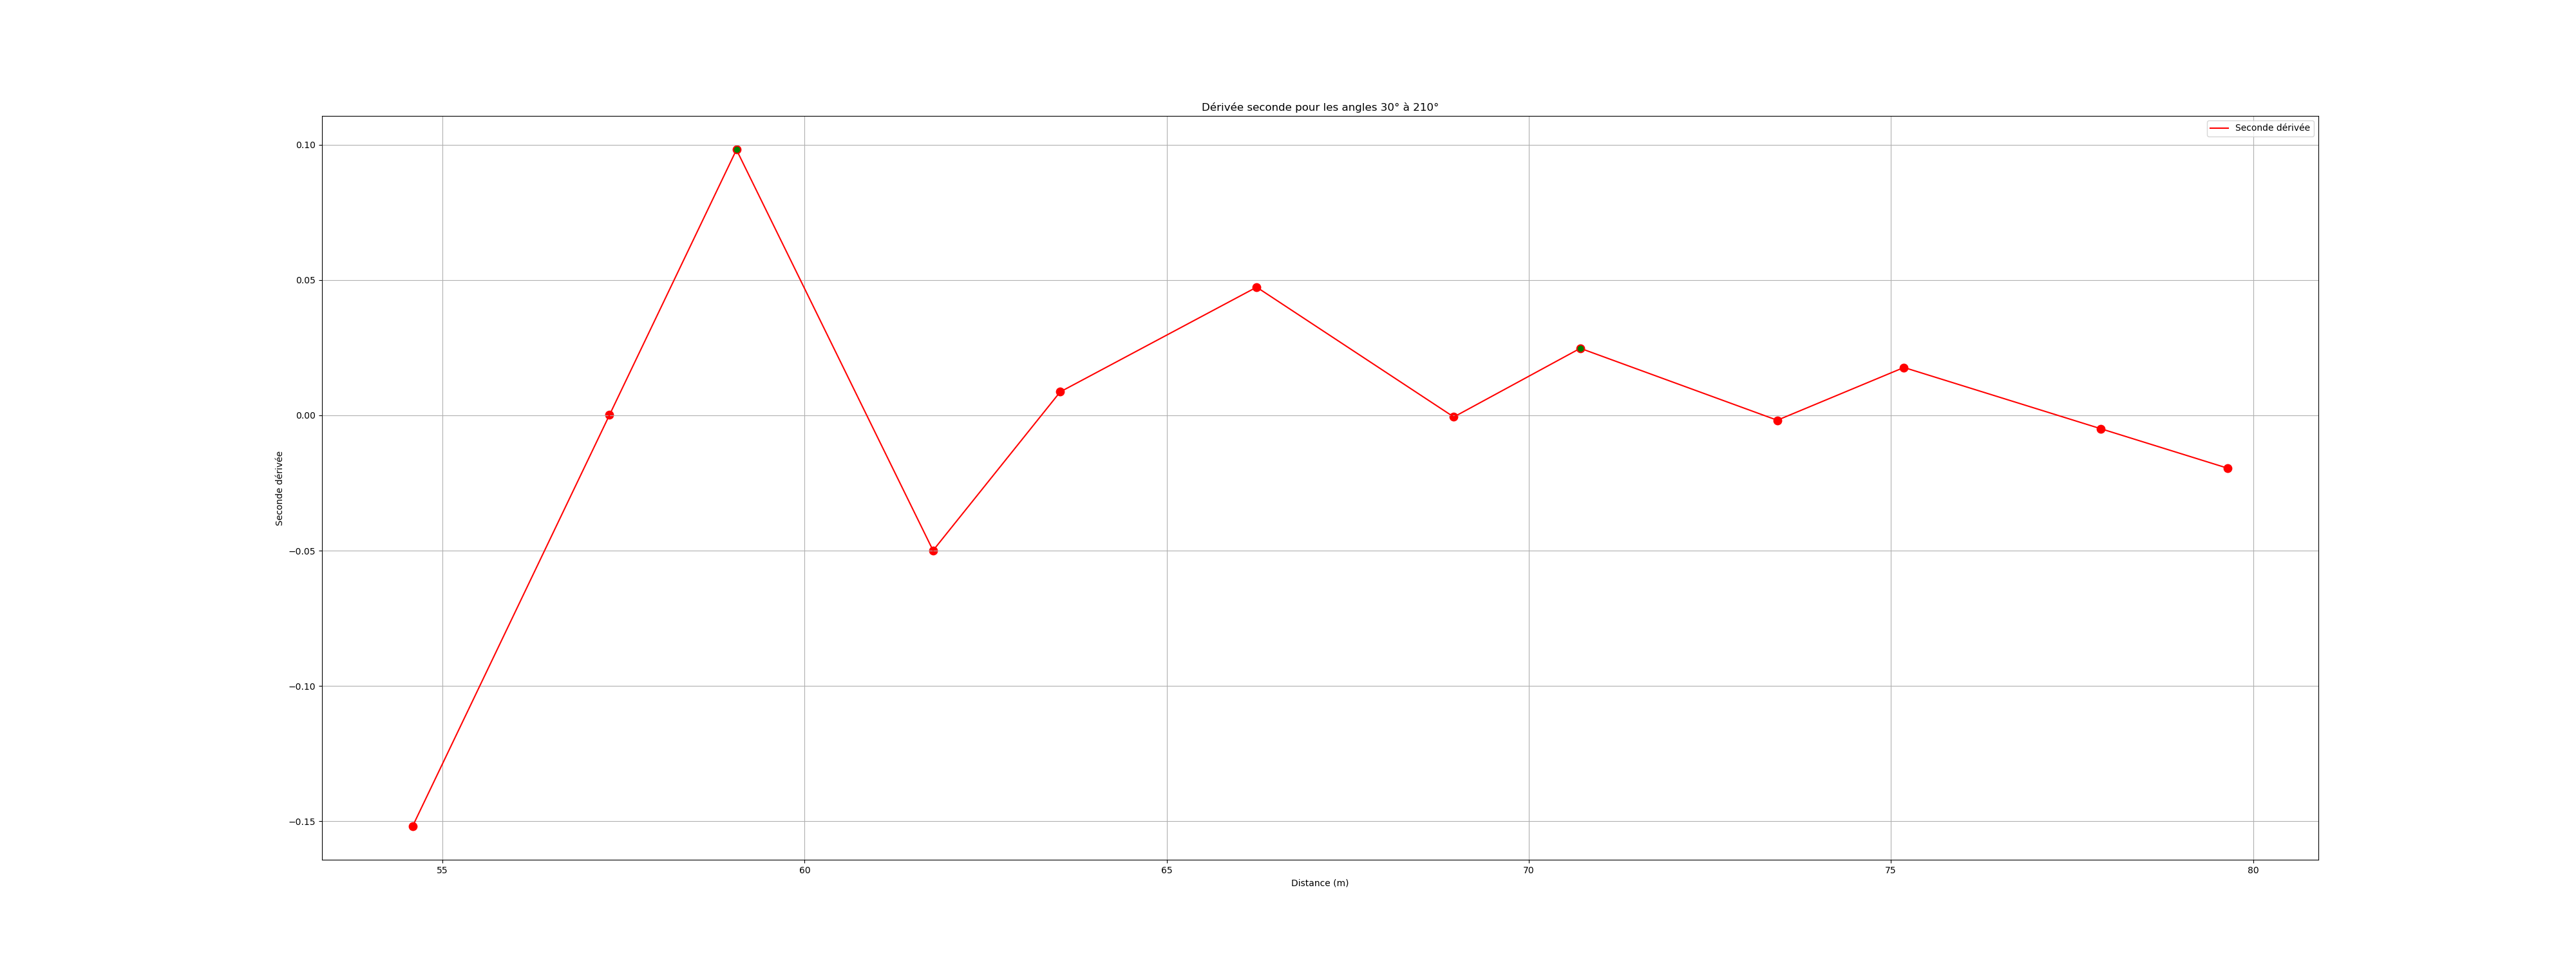 Dérivée seconde pour les angles 30° à 210°
Seconde dérivée
0.10
0.05
0.00
−0.05
−0.10
−0.15
Seconde dérivée
55 60 65 70 75 80
Distance (m)